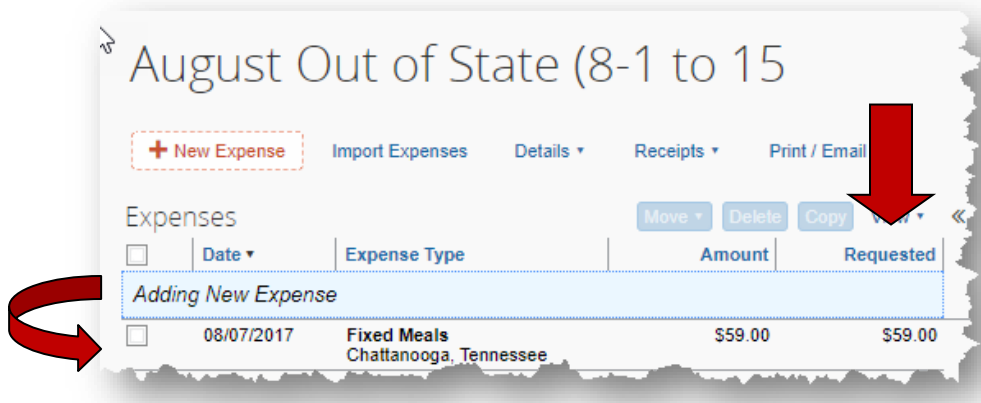 August Out of State (8-1 to 15
New Expense Import Expenses Details Receipts Print / Email
Expenses Move Delete Copy View
Date Expense Type Amount Requested
Adding New Expense
08/07/2017 Fixed Meals $59.00 $59.00
Chattanooga, Tennessee